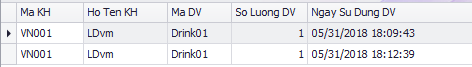 Ma KH Ho Ten KH Ma DV So Luong DV Ngay Su Dung DV
VN001 LDvm Drink01 1 05/31/2018 18:09:43
VN001 LDvm Drink01 1 05/31/2018 18:12:39